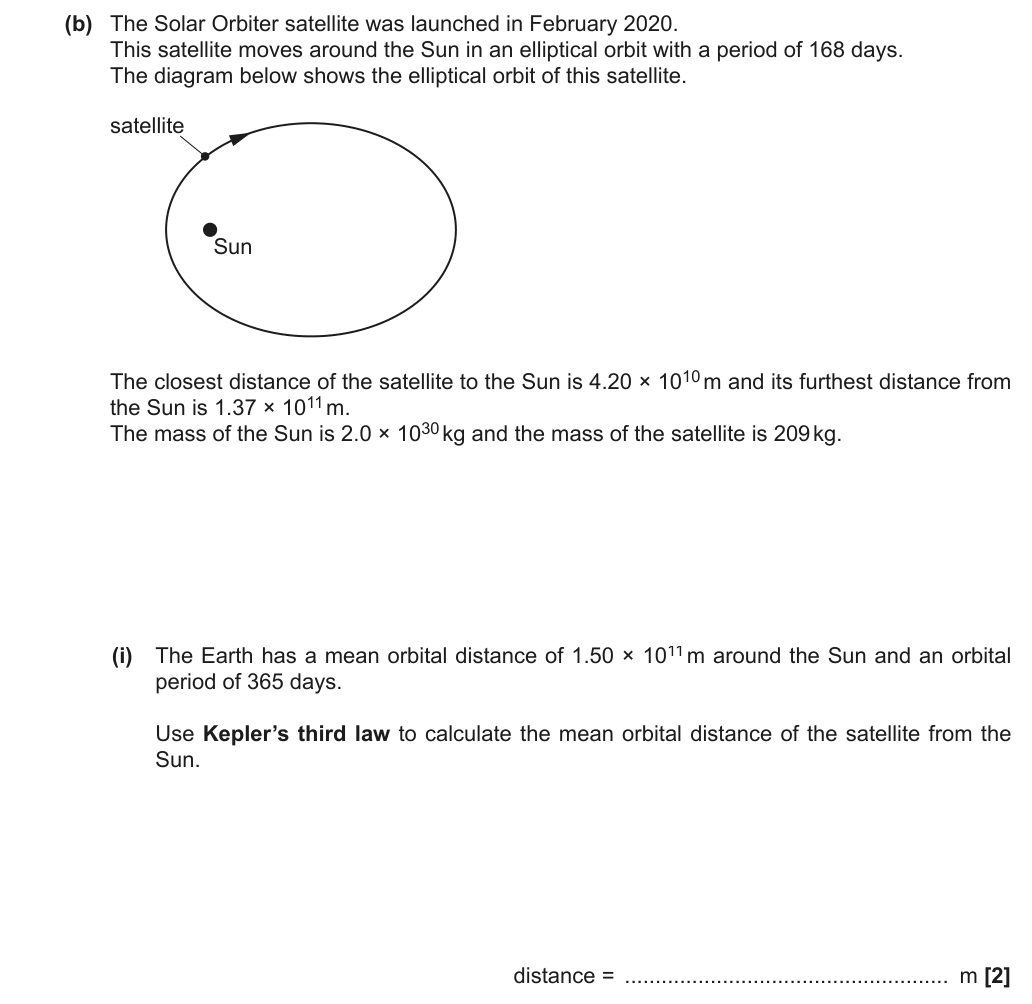 (b) The Solar Orbiter satellite was launched in February 2020.
This satellite moves around the Sun in an elliptical orbit with a period of 168 days.
The diagram below shows the elliptical orbit of this satellite.
satellite
Sun
The closest distance of the satellite to the Sun is 4.20 × 10¹⁰ m and its furthest distance from
the Sun is 1.37 × 10¹¹ m.
The mass of the Sun is 2.0 × 10³⁰ kg and the mass of the satellite is 209 kg.
(i) The Earth has a mean orbital distance of 1.50 × 10¹¹ m around the Sun and an orbital
period of 365 days.
Use Kepler’s third law to calculate the mean orbital distance of the satellite from the
Sun.
distance = ..................................................... m [2]